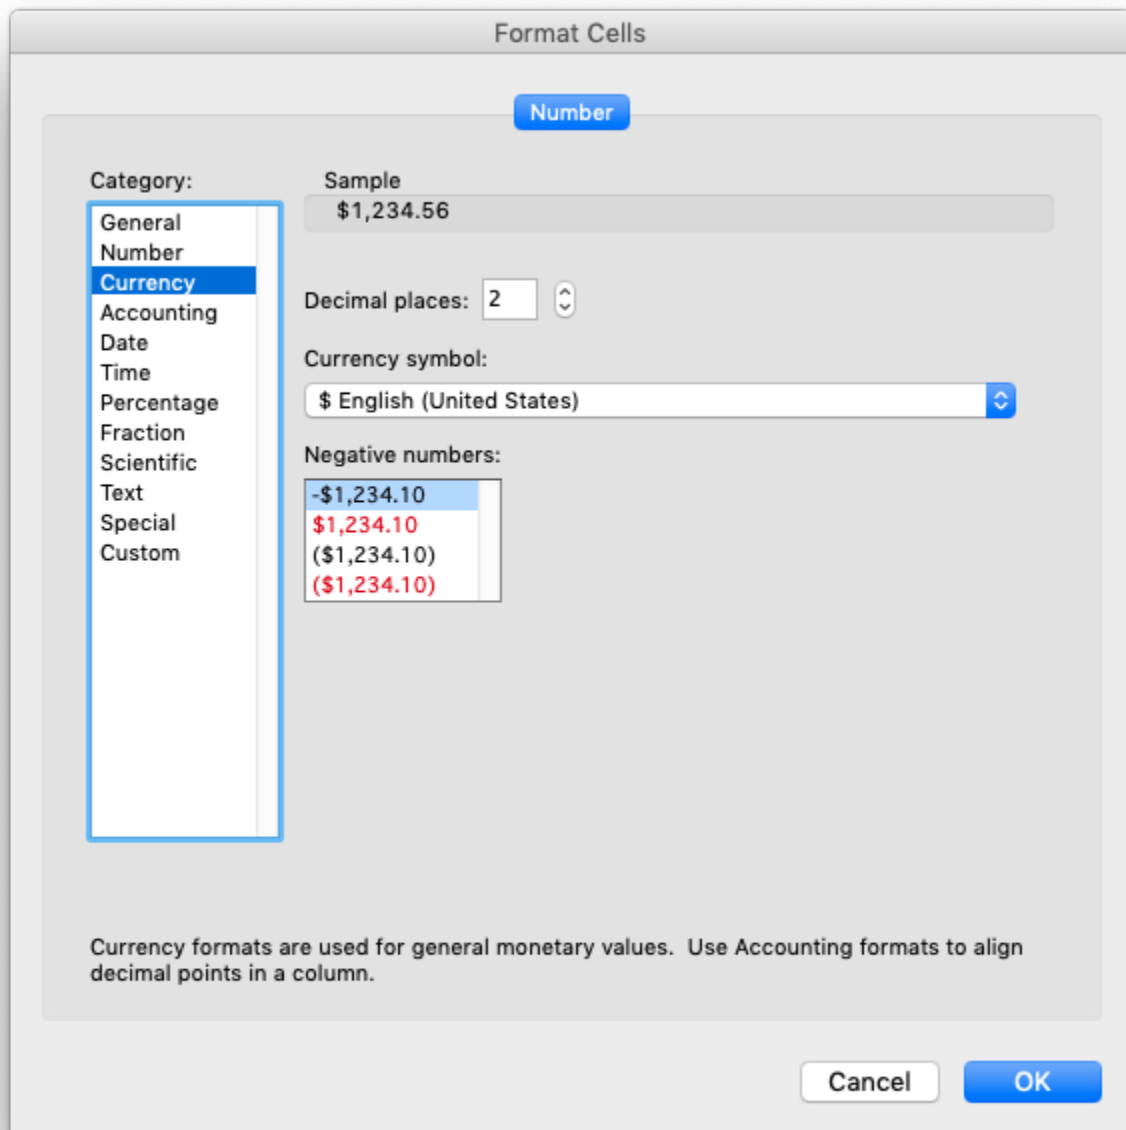 Format Cells
Number
Category:
General
Number
Currency
Accounting
Date
Time
Percentage
Fraction
Scientific
Text
Special
Custom
Sample
$1,234.56
Decimal places: 2
Currency symbol:
$ English (United States)
Negative numbers:
-$1,234.10
$1,234.10
($1,234.10)
($1,234.10)
Currency formats are used for general monetary values.  Use Accounting formats to align
decimal points in a column.
Cancel
OK